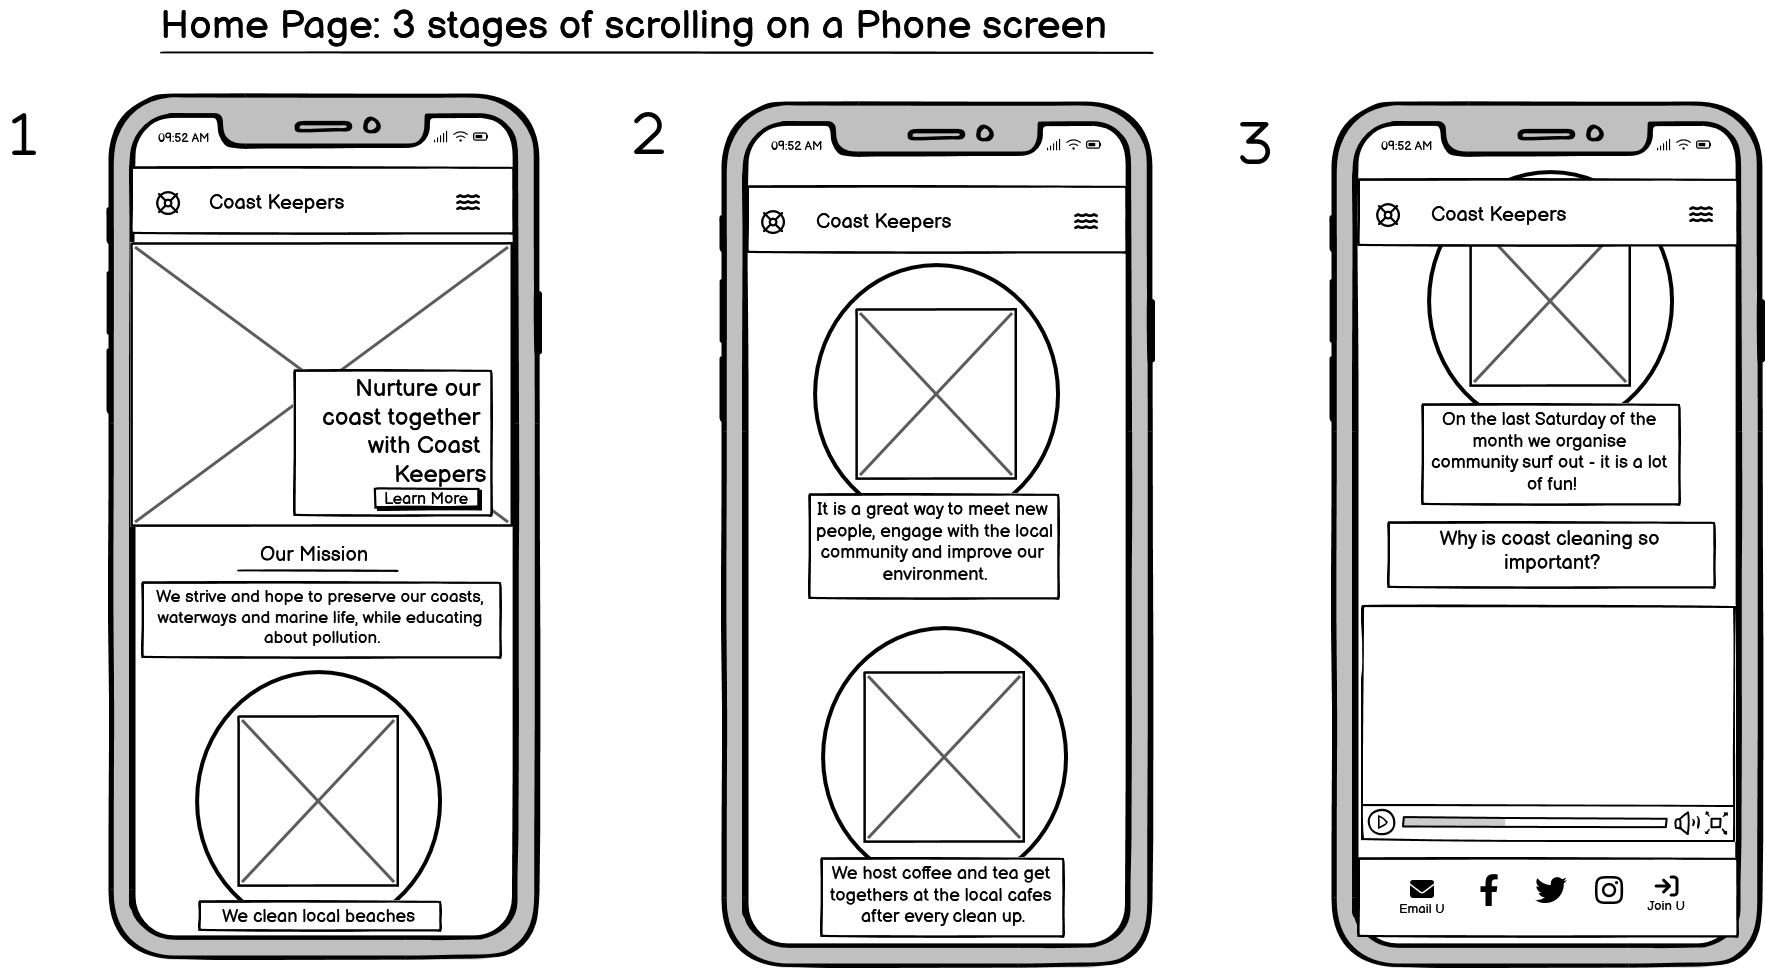 Home Page: 3 stages of scrolling on a Phone screen
1
09:52 AM
Coast Keepers
Nurture our
coast together
with Coast
Keepers
Learn More
Our Mission
We strive and hope to preserve our coasts,
waterways and marine life, while educating
about pollution.
We clean local beaches
2
09:52 AM
Coast Keepers
It is a great way to meet new
people, engage with the local
community and improve our
environment.
We host coffee and tea get
togethers at the local cafes
after every clean up.
3
09:52 AM
Coast Keepers
On the last Saturday of the
month we organise
community surf out - it is a lot
of fun!
Why is coast cleaning so
important?
Email U
Join U